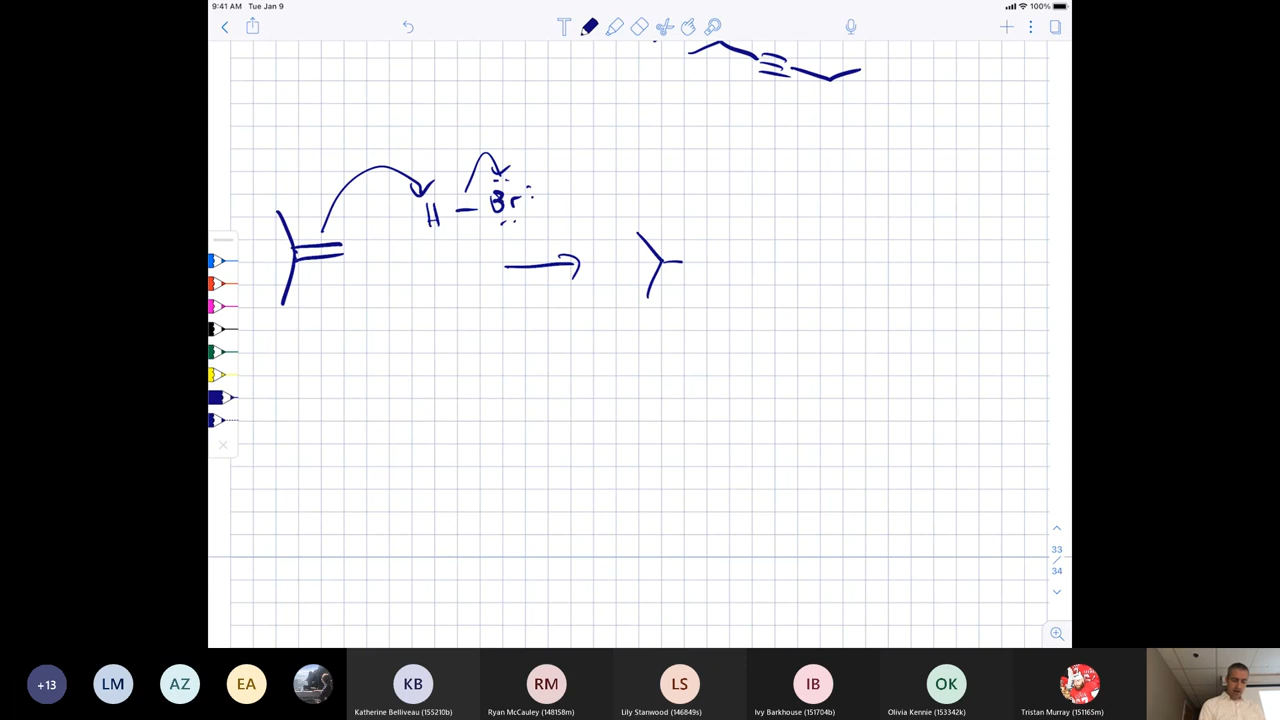 9:41 AM Tue Jan 9
100%
T
H - Br
33
34
+13
LM
AZ
EA
KB
RM
LS
IB
OK
Katherine Belliveau (155210b)
Ryan McCauley (148158m)
Lily Stanwood (146849s)
Ivy Barkhouse (151704b)
Olivia Kennie (153342k)
Tristan Murray (151165m)